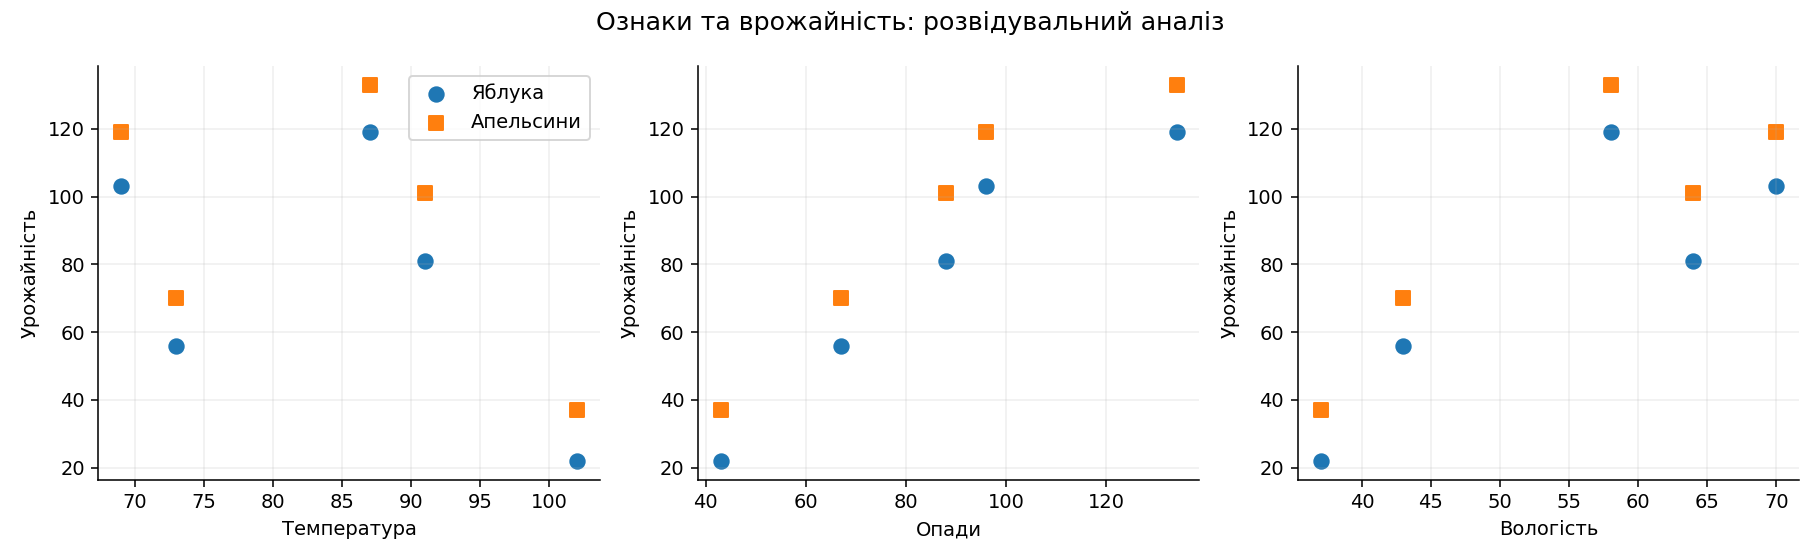 Ознаки та врожайність: розвідувальний аналіз
Урожайність
120
100
80
60
40
20
Яблука
Апельсини
70 75 80 85 90 95 100
Температура
Урожайність
120
100
80
60
40
20
40 60 80 100 120
Опади
Урожайність
120
100
80
60
40
20
40 45 50 55 60 65 70
Вологість